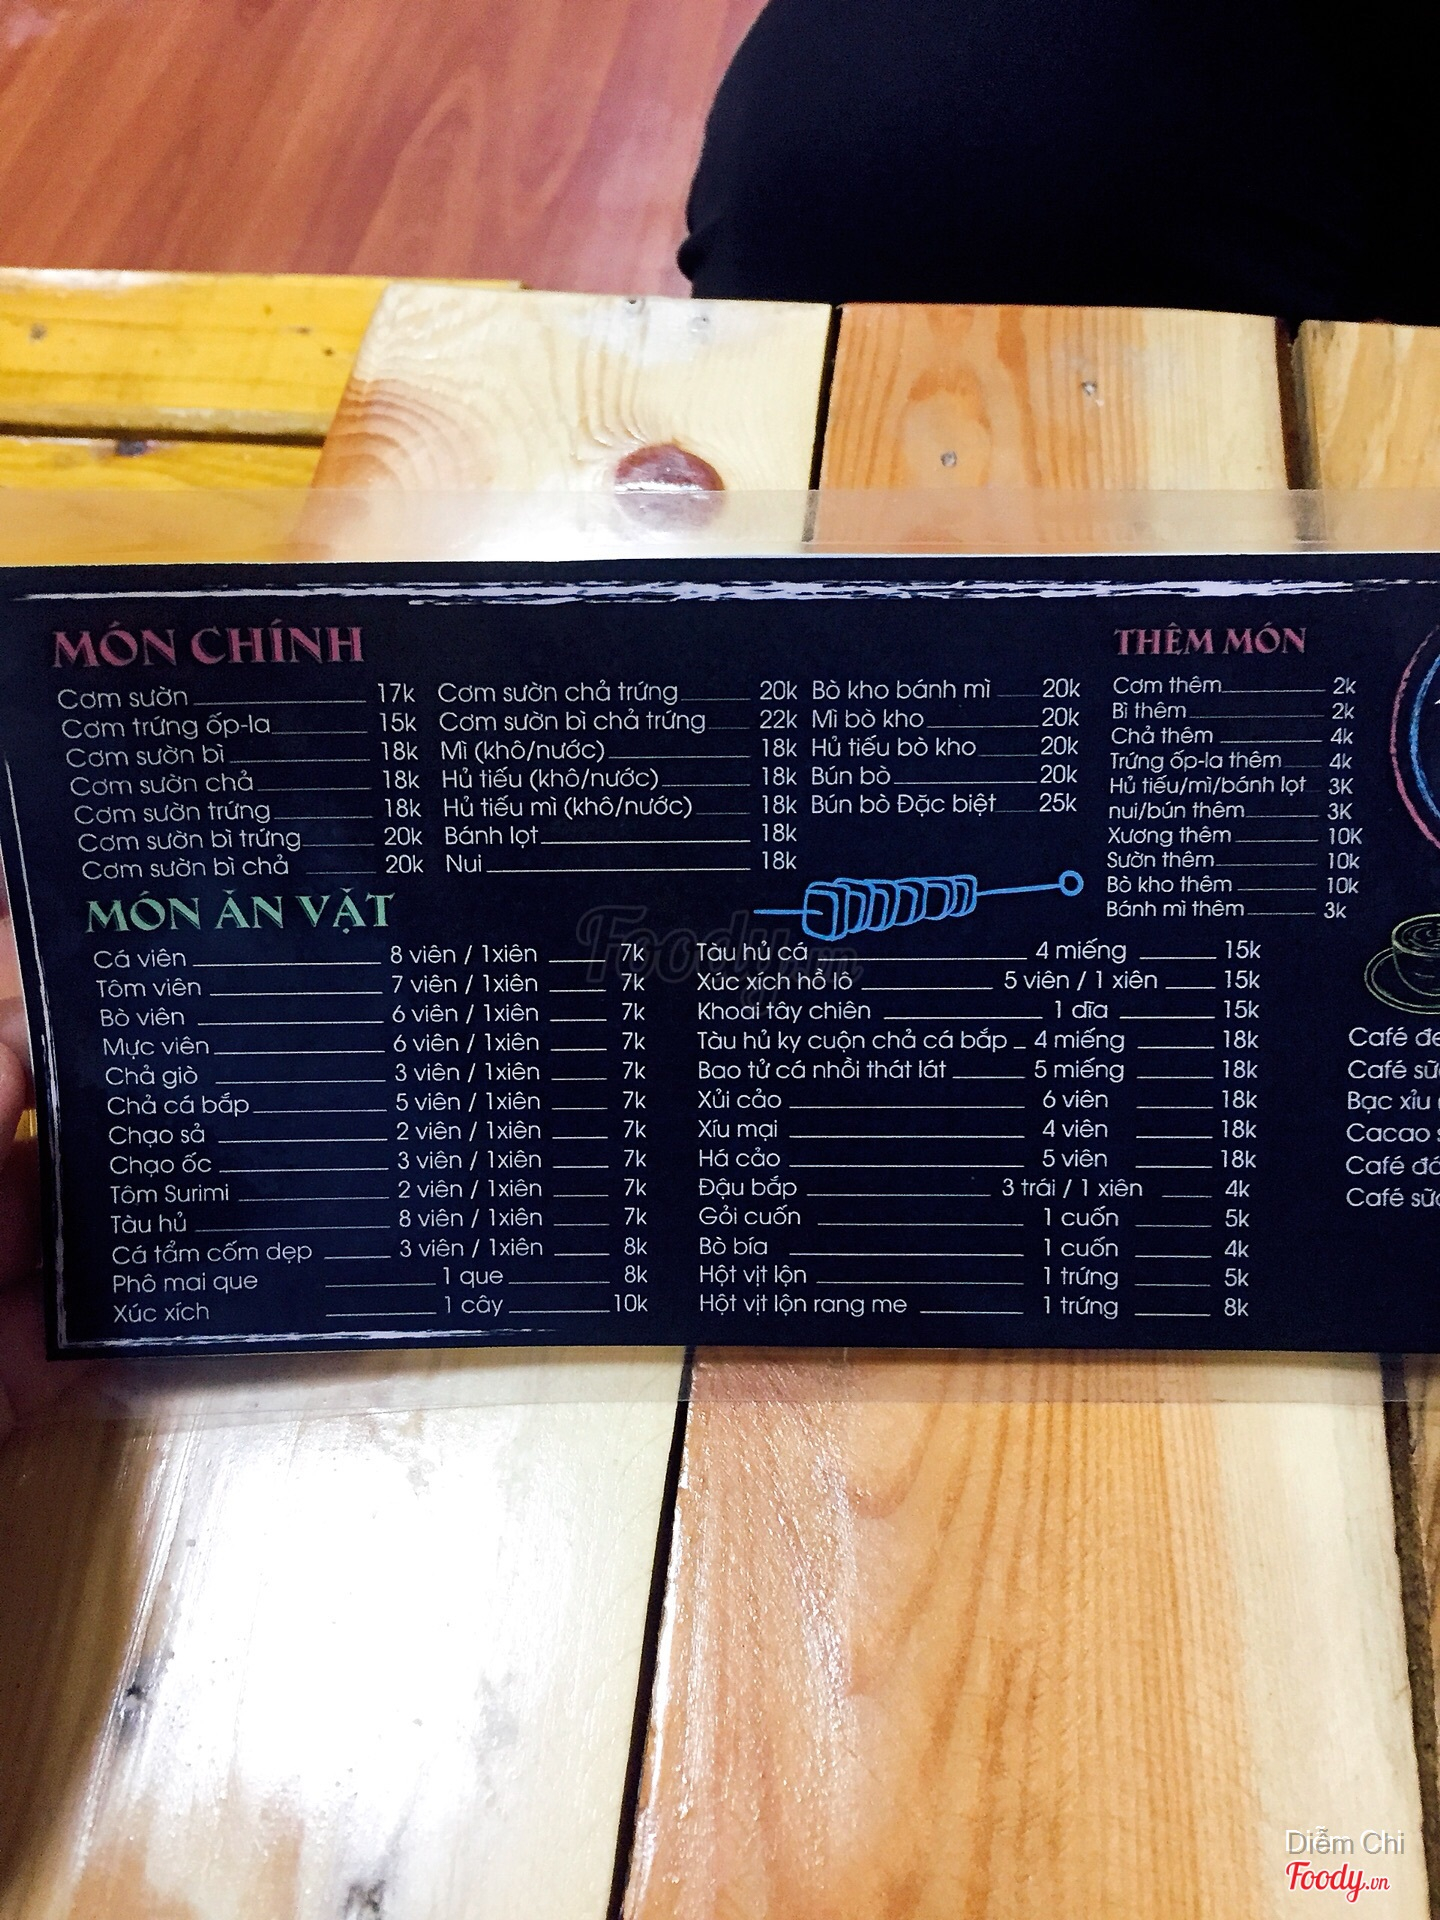 MÓN CHÍNH
Cơm sườn 17k
Cơm trứng ốp-la 15k
Cơm sườn bì 18k
Cơm sườn chả 18k
Cơm sườn trứng 18k
Cơm sườn bì trứng 20k
Cơm sườn bì chả 20k
Cơm sườn chả trứng 20k
Cơm sườn bì chả trứng 22k
Mì (khô/nước) 18k
Hủ tiếu (khô/nước) 18k
Hủ tiếu mì (khô/nước) 18k
Bánh lọt 18k
Nui 18k
Bò kho bánh mì 20k
Mì bò kho 20k
Hủ tiếu bò kho 20k
Bún bò 20k
Bún bò Đặc biệt 25k
THÊM MÓN
Cơm thêm 2k
Bì thêm 2k
Chả thêm 4k
Trứng ốp-la thêm 4k
Hủ tiếu/mì/bánh lọt 3K
nui/bún thêm 3K
Xương thêm 10K
Sườn thêm 10k
Bò kho thêm 10k
Bánh mì thêm 3k
MÓN ĂN VẶT
Cá viên 8 viên / 1xiên 7k
Tôm viên 7 viên / 1xiên 7k
Bò viên 6 viên / 1xiên 7k
Mực viên 6 viên / 1xiên 7k
Chả giò 3 viên / 1xiên 7k
Chả cá bắp 5 viên / 1xiên 7k
Chạo sả 2 viên / 1xiên 7k
Chạo ốc 3 viên / 1xiên 7k
Tôm Surimi 2 viên / 1xiên 7k
Tàu hủ 8 viên / 1xiên 7k
Cá tẩm cốm dẹp 3 viên / 1xiên 8k
Phô mai que 1 que 8k
Xúc xích 1 cây 10k
Tàu hủ cá 4 miếng 15k
Xúc xích hồ lô 5 viên / 1 xiên 15k
Khoai tây chiên 1 dĩa 15k
Tàu hủ ky cuộn chả cá bắp 4 miếng 18k
Bao tử cá nhồi thát lát 5 miếng 18k
Xủi cảo 6 viên 18k
Xíu mại 4 viên 18k
Há cảo 5 viên 18k
Đậu bắp 3 trái / 1 xiên 4k
Gỏi cuốn 1 cuốn 5k
Bò bía 1 cuốn 4k
Hột vịt lộn 1 trứng 5k
Hột vịt lộn rang me 1 trứng 8k
Café
Café
Bạc xỉu
Cacao
Café
Café
Foody.vn
Diễm Chi
Foody.vn